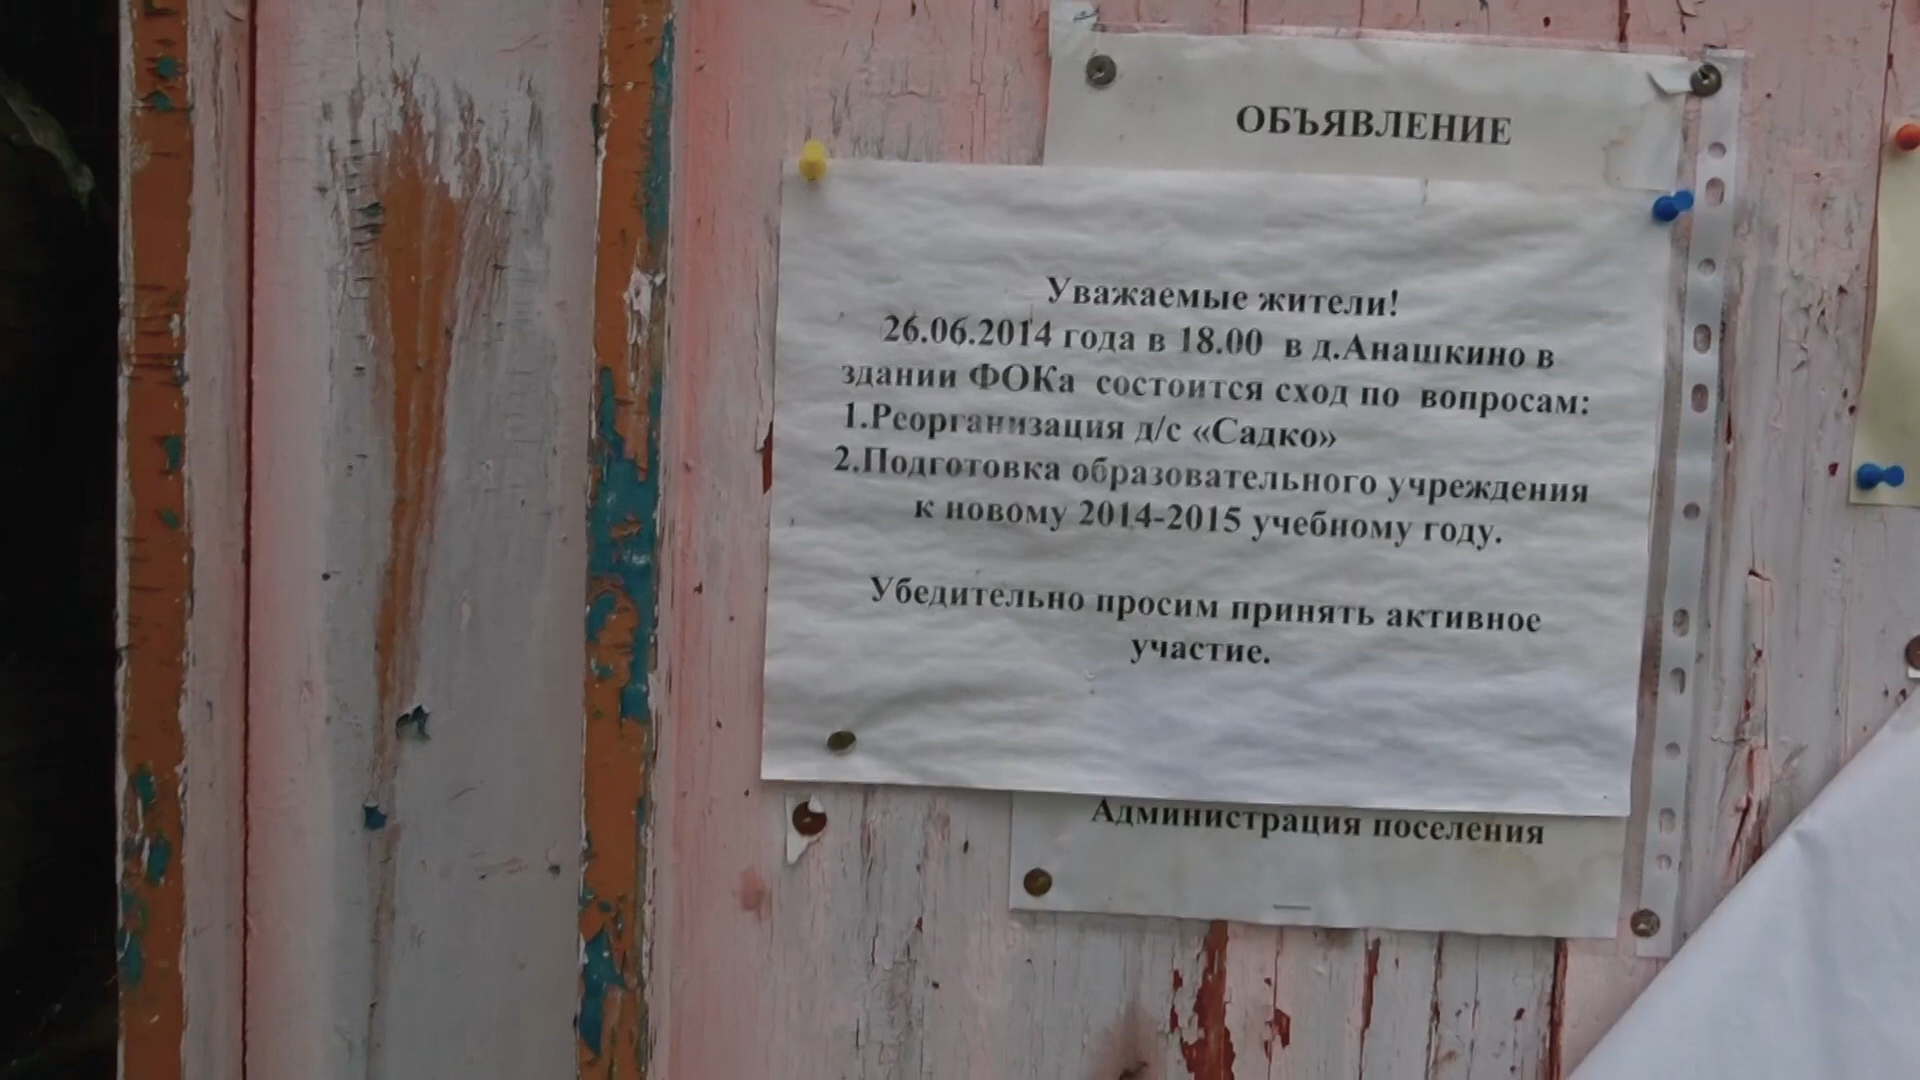 ОБЪЯВЛЕНИЕ
Уважаемые жители!
26.06.2014 года в 18.00 в д.Анашкино в
здании ФОКа состоится сход по вопросам:
1.Реорганизация д/с «Садко»
2.Подготовка образовательного учреждения
к новому 2014-2015 учебному году.
Убедительно просим принять активное
участие.
Администрация поселения